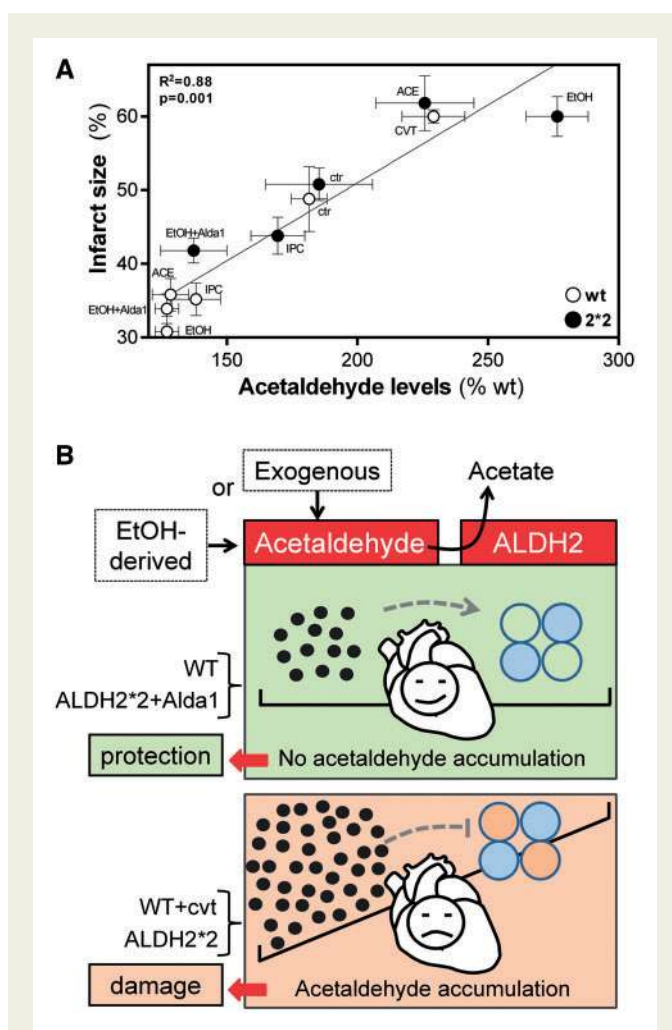 A
R²=0.88
p=0.001
Infarct size (%)
60
50
40
30
ACE
EtOH
CVT
ctr
ctr
EtOH+Alda1
IPC
ACE
IPC
EtOH+Alda1
EtOH
wt
2*2
150
200
250
300
Acetaldehyde levels (% wt)
B
or
Exogenous
Acetate
EtOH-
derived
Acetaldehyde
ALDH2
WT
ALDH2*2+Alda1
protection
No acetaldehyde accumulation
WT+cvt
ALDH2*2
damage
Acetaldehyde accumulation